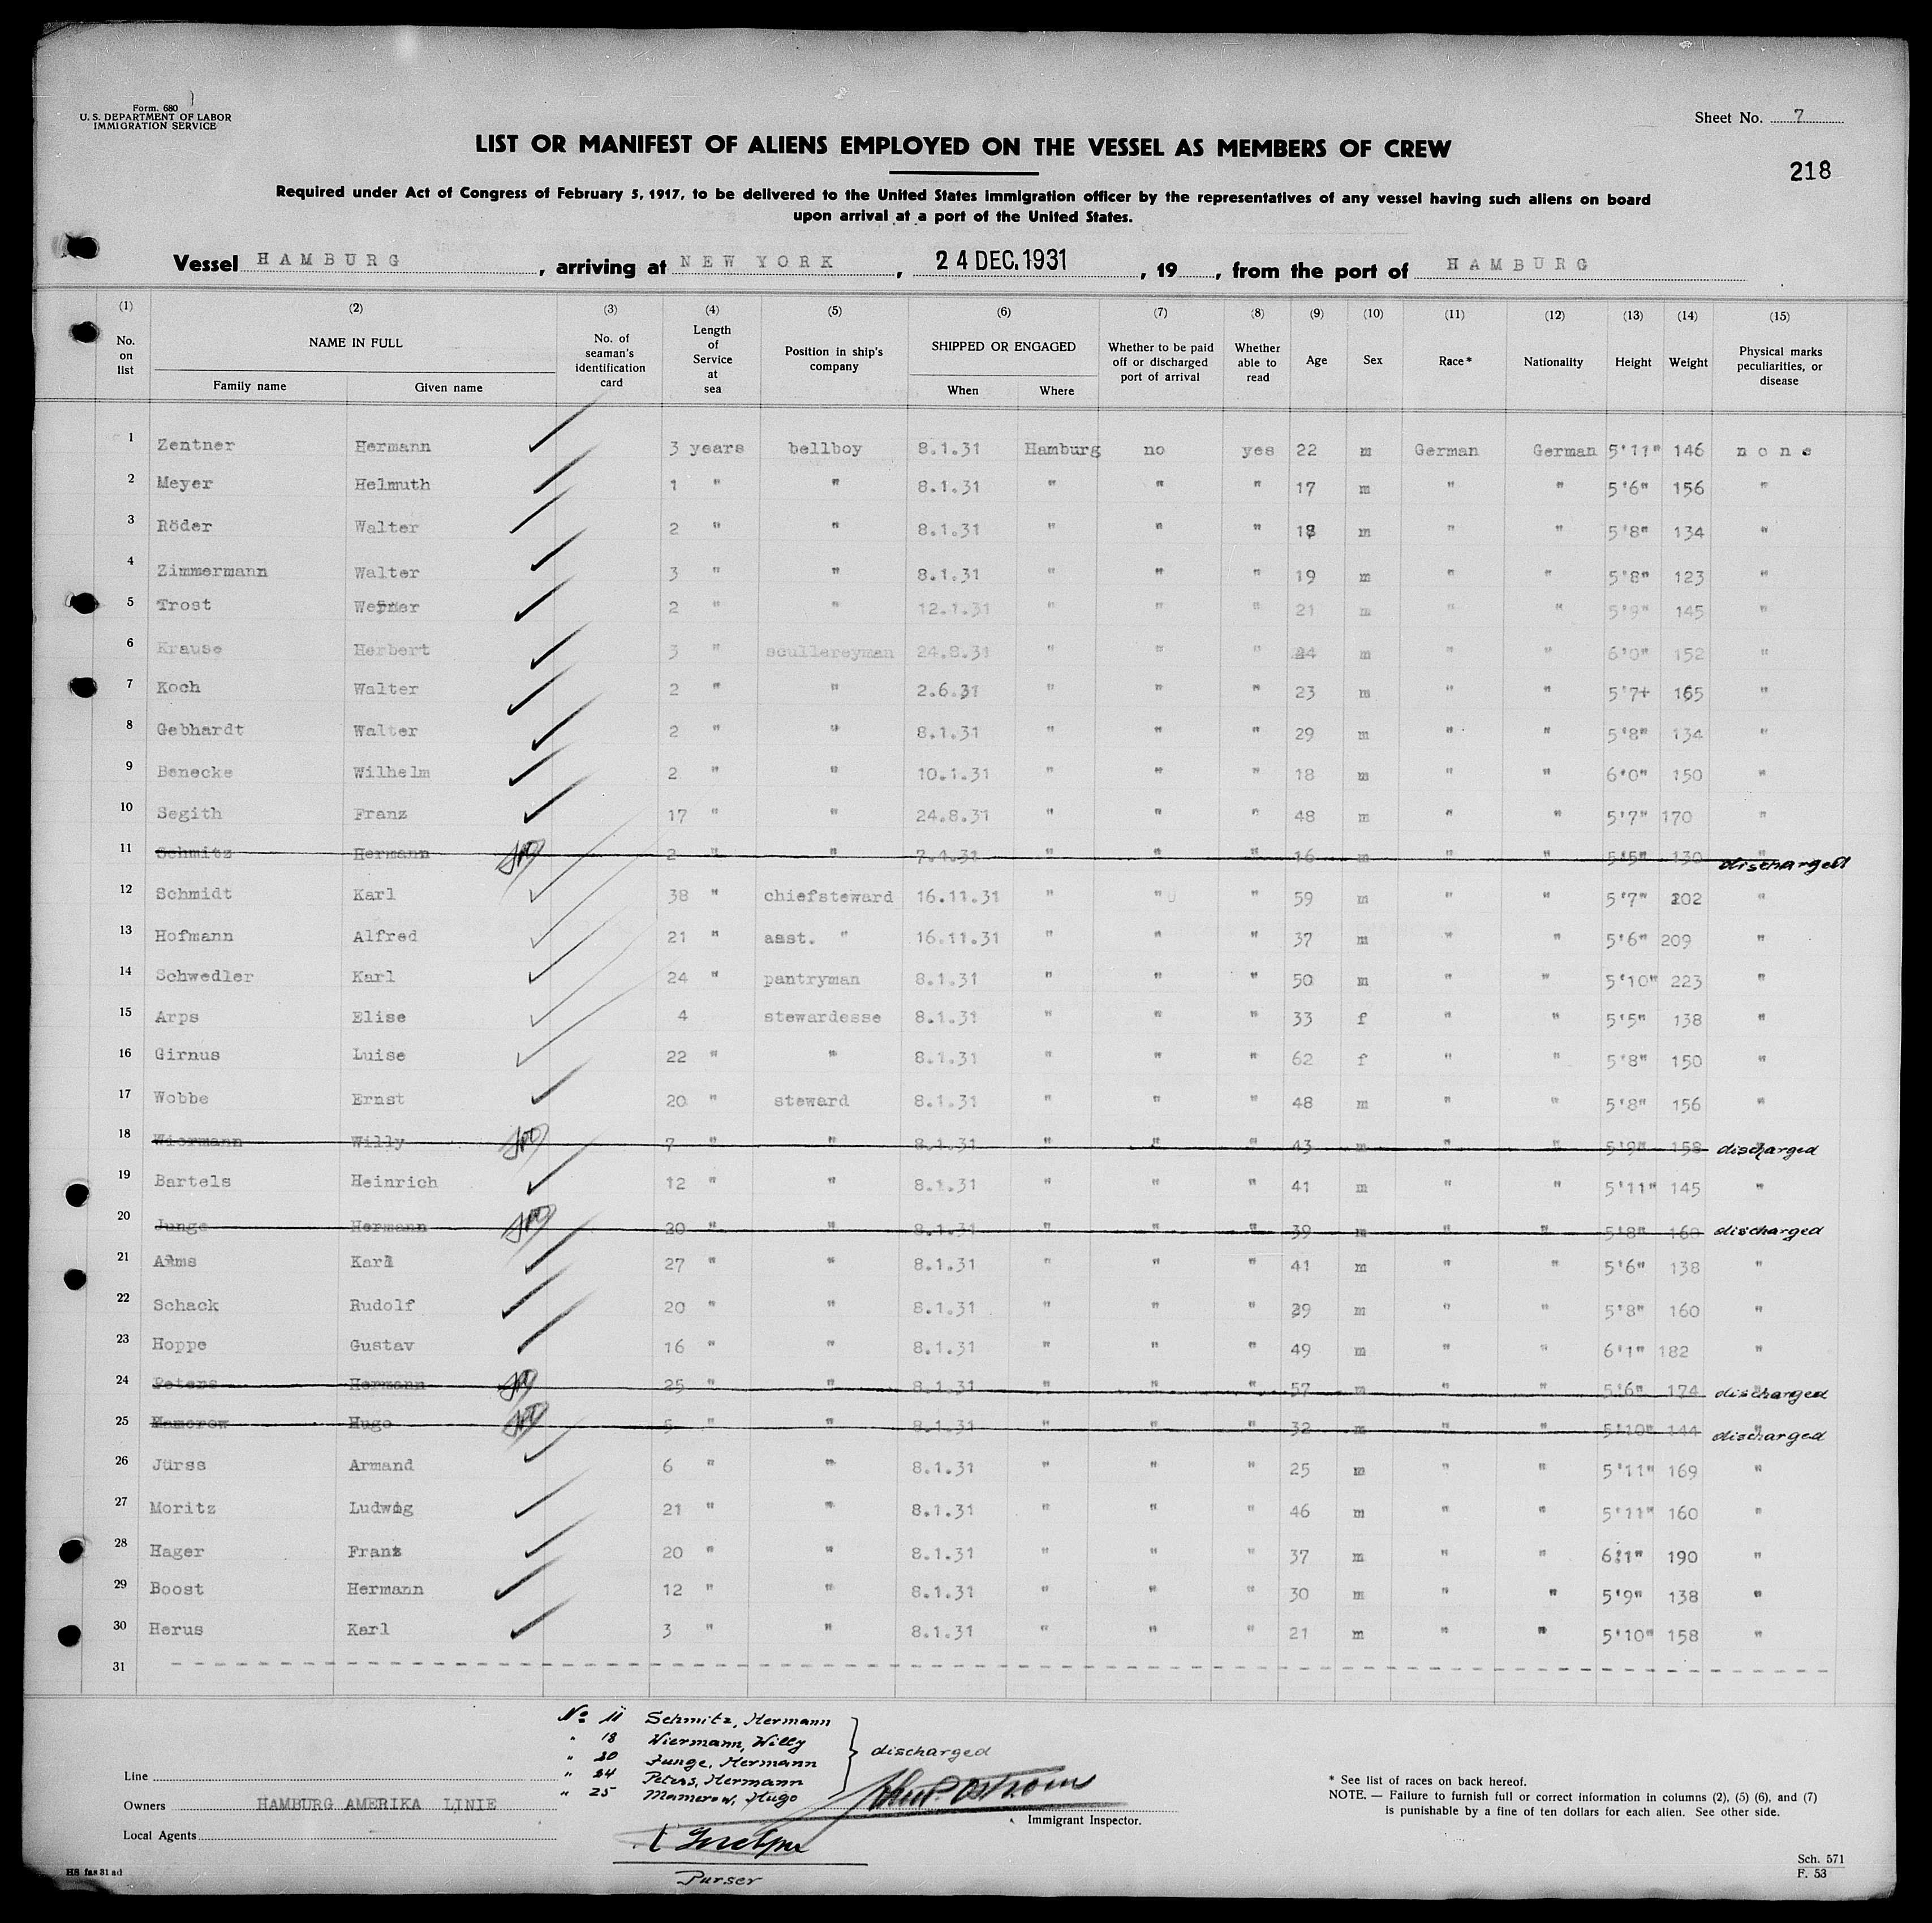 Form. 680
U. S. DEPARTMENT OF LABOR
IMMIGRATION SERVICE
Sheet No. 7
LIST OR MANIFEST OF ALIENS EMPLOYED ON THE VESSEL AS MEMBERS OF CREW
218
Required under Act of Congress of February 5, 1917, to be delivered to the United States immigration officer by the representatives of any vessel having such aliens on board
upon arrival at a port of the United States.
Vessel HAMBURG, arriving at NEW YORK, 24 DEC. 1931, 19, from the port of HAMBURG
(1) (2) (3) (4) (5) (6) (7) (8) (9) (10) (11) (12) (13) (14) (15)
No. on list NAME IN FULL Family name Given name No. of seaman's identification card Length of Service at sea Position in ship's company SHIPPED OR ENGAGED When Where Whether to be paid off or discharged port of arrival Whether able to read Age Sex Race* Nationality Height Weight Physical marks peculiarities, or disease
1 Zentner Hermann 3 years bellboy 8.1.31 Hamburg no yes 22 m German German 5'11" 146 none
2 Meyer Helmuth 1 " " 8.1.31 " " " 17 m " " 5'6" 156 "
3 Röder Walter 2 " " 8.1.31 " " " 18 m " " 5'8" 134 "
4 Zimmermann Walter 3 " " 8.1.31 " " " 19 m " " 5'8" 123 "
5 Trost Werner 2 " " 12.1.31 " " " 21 m " " 5'9" 145 "
6 Krause Herbert 3 " scullereyman 24.8.31 " " " 24 m " " 6'0" 152 "
7 Koch Walter 2 " " 2.6.31 " " " 23 m " " 5'7+ 165 "
8 Gebhardt Walter 2 " " 8.1.31 " " " 29 m " " 5'8" 134 "
9 Benecke Wilhelm 2 " " 10.1.31 " " " 18 m " " 6'0" 150 "
10 Segith Franz 17 " " 24.8.31 " " " 48 m " " 5'7" 170 "
11 Schmitz Hermann 2 " " 7.4.31 " " " 16 m " " 5'5" 130 " discharged
12 Schmidt Karl 38 " chiefsteward 16.11.31 " " " 59 m " " 5'7" 202 "
13 Hofmann Alfred 21 " asst. " 16.11.31 " " " 37 m " " 5'6" 209 "
14 Schwedler Karl 24 " pantryman 8.1.31 " " " 50 m " " 5'10" 223 "
15 Arps Elise 4 stewardesse 8.1.31 " " " 33 f " " 5'5" 138 "
16 Girnus Luise 22 " " 8.1.31 " " " 62 f " " 5'8" 150 "
17 Wobbe Ernst 20 " steward 8.1.31 " " " 48 m " " 5'8" 156 "
18 Wiermann Willy 7 " " 8.1.31 " " " 43 m " " 5'9" 158 " discharged
19 Bartels Heinrich 12 " " 8.1.31 " " " 41 m " " 5'11" 145 "
20 Junge Hermann 20 " " 8.1.31 " " " 39 m " " 5'8" 160 discharged
21 Karl 27 " " 8.1.31 " " " 41 m " " 5'6" 138 "
22 Schack Rudolf 20 " " 8.1.31 " " " 39 m " " 5'8" 160 "
23 Hoppe Gustav 16 " " 8.1.31 " " " 49 m " " 6'1" 182 "
24 Peters Hermann 25 " " 8.1.31 " " " 57 m " " 5'6" 174 " discharged
25 Mamerow Hugo 5 " " 8.1.31 " " " 32 m " " 5'10" 144 " discharged
26 Jürss Armand 6 " " 8.1.31 " " " 25 m " " 5'11" 169 "
27 Moritz Ludwig 21 " " 8.1.31 " " " 46 m " " 5'11" 160 "
28 Hager Franz 20 " " 8.1.31 " " " 37 m " " 6'1" 190 "
29 Boost Hermann 12 " " 8.1.31 " " " 30 m " " 5'9" 138 "
30 Herus Karl 3 " " 8.1.31 " " " 21 m " " 5'10" 158 "
31
No 11 Schmitz, Hermann
" 18 Wiermann, Willy
" 20 Junge, Hermann
" 24 Peters, Hermann
" 25 Mamerow, Hugo
discharged
Line
Owners HAMBURG AMERIKA LINIE
Local Agents
Immigrant Inspector.
Purser
* See list of races on back hereof.
NOTE. — Failure to furnish full or correct information in columns (2), (5) (6), and (7)
is punishable by a fine of ten dollars for each alien. See other side.
HS fas 31 ad
Sch. 571
F. 53